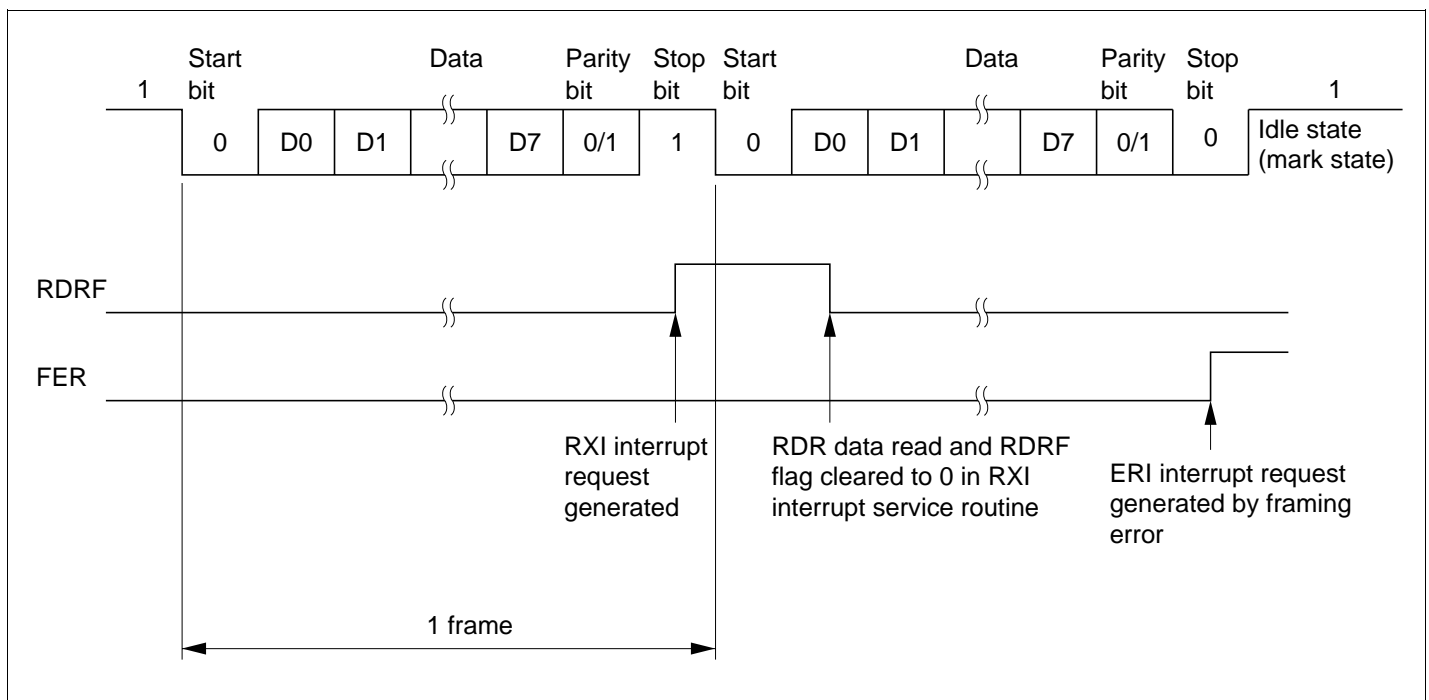 Start Data Parity Stop Start Data Parity Stop
1 bit bit bit bit bit bit 1
0 D0 D1 D7 0/1 1 0 D0 D1 D7 0/1 0 Idle state
(mark state)
RDRF
FER
RXI interrupt
request
generated
RDR data read and RDRF
flag cleared to 0 in RXI
interrupt service routine
ERI interrupt request
generated by framing
error
1 frame